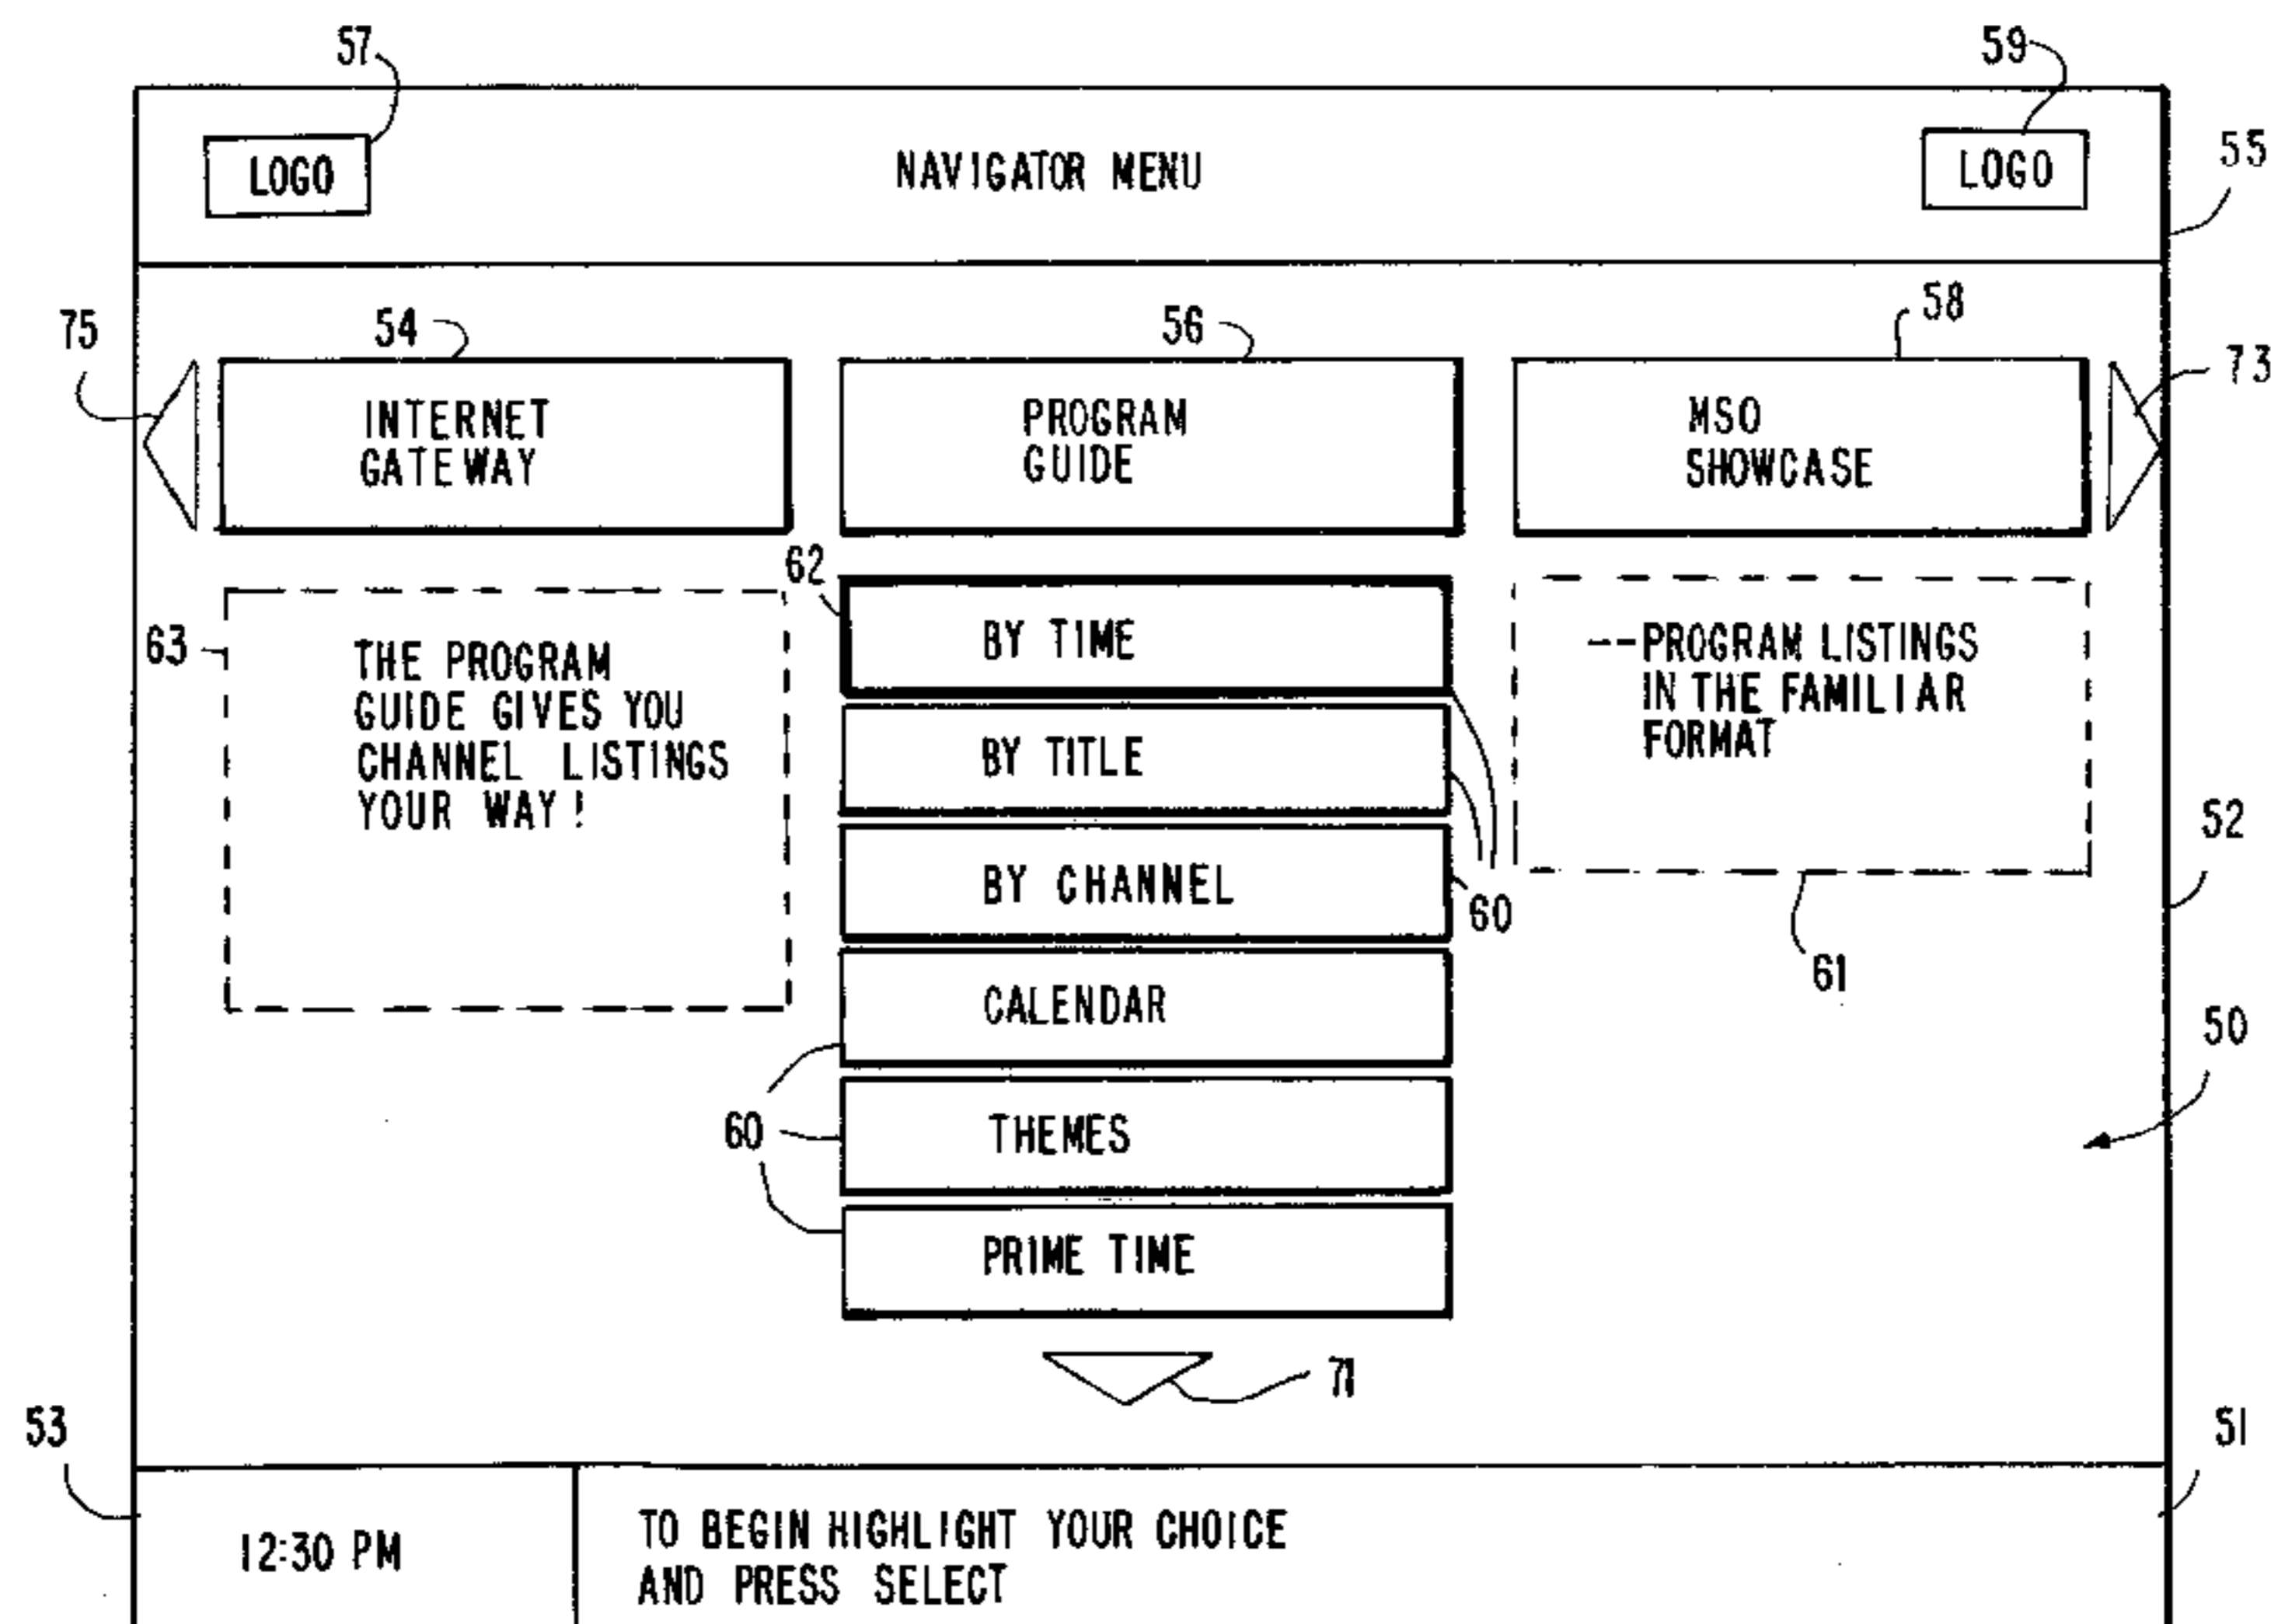 57
59
LOGO
NAVIGATOR MENU
LOGO
55
75
54
56
58
73
INTERNET
GATEWAY
PROGRAM
GUIDE
MSO
SHOWCASE
62
63
THE PROGRAM
GUIDE GIVES YOU
CHANNEL LISTINGS
YOUR WAY!
BY TIME
BY TITLE
BY CHANNEL
CALENDAR
THEMES
PRIME TIME
60
60
--PROGRAM LISTINGS
IN THE FAMILIAR
FORMAT
61
52
50
71
53
51
12:30 PM
TO BEGIN HIGHLIGHT YOUR CHOICE
AND PRESS SELECT